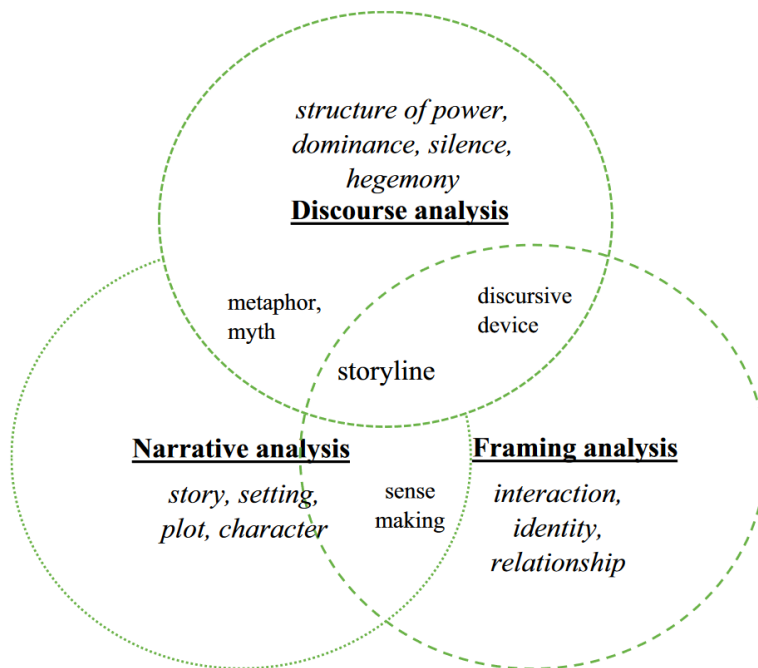 structure of power,
dominance, silence,
hegemony
Discourse analysis
metaphor,
myth
discursive
device
storyline
Narrative analysis
story, setting,
plot, character
sense
making
Framing analysis
interaction,
identity,
relationship